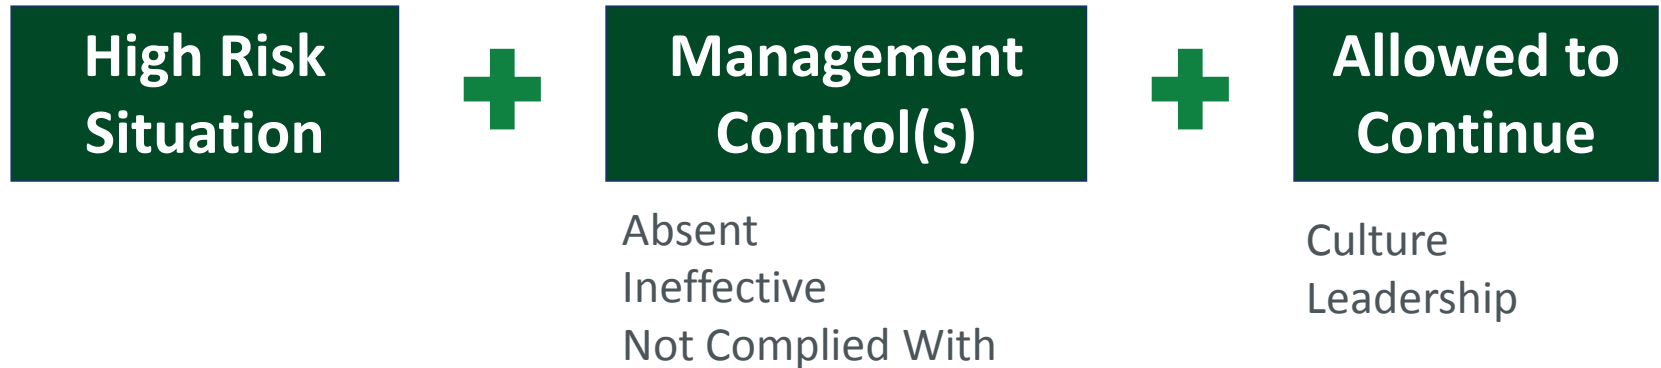 High Risk
Situation
Management
Control(s)
Allowed to
Continue
Absent
Ineffective
Not Complied With
Culture
Leadership